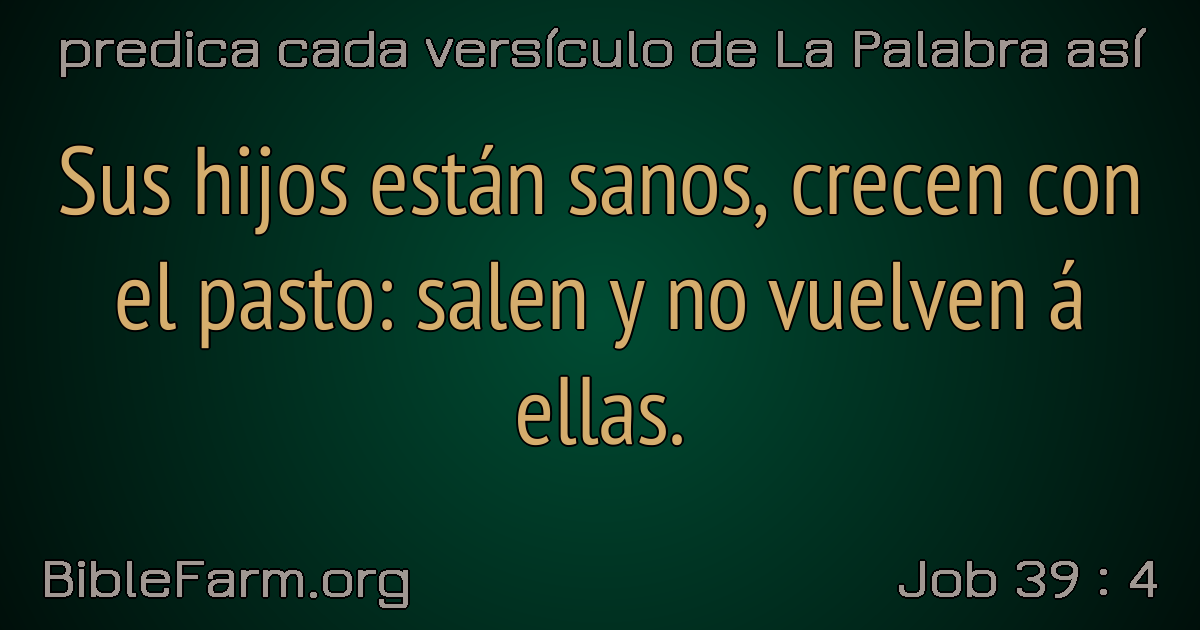 predica cada versículo de La Palabra así
Sus hijos están sanos, crecen con
el pasto: salen y no vuelven á
ellas.
BibleFarm.org
Job 39 : 4